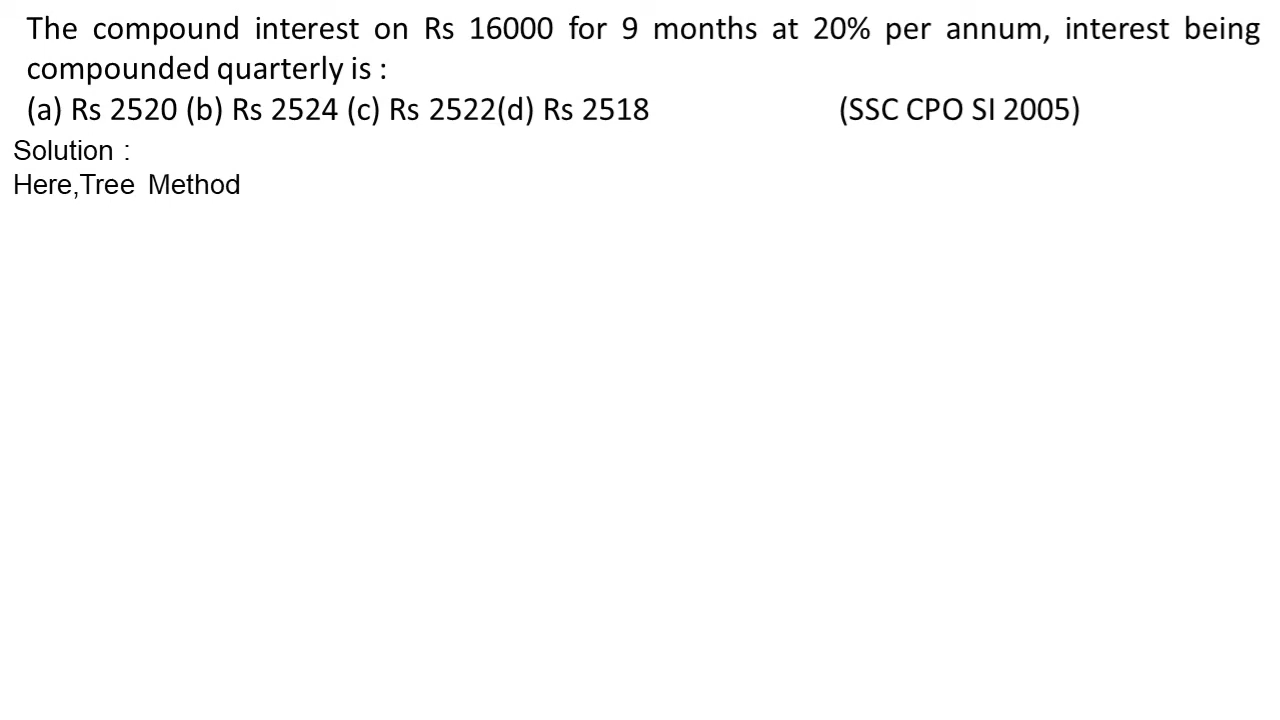 The compound interest on Rs 16000 for 9 months at 20% per annum, interest being
compounded quarterly is :
(a) Rs 2520 (b) Rs 2524 (c) Rs 2522(d) Rs 2518 (SSC CPO SI 2005)
Solution :
Here,Tree Method